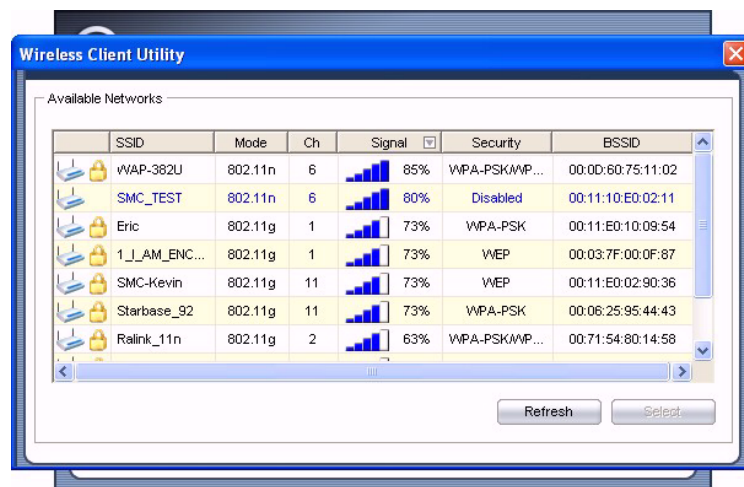 Wireless Client Utility
Available Networks
SSID Mode Ch Signal Security BSSID
WAP-382U 802.11n 6 85% WPA-PSK/WP... 00:0D:60:75:11:02
SMC_TEST 802.11n 6 80% Disabled 00:11:10:E0:02:11
Eric 802.11g 1 73% WPA-PSK 00:11:E0:10:09:54
1_I_AM_ENC... 802.11g 1 73% WEP 00:03:7F:00:0F:87
SMC-Kevin 802.11g 11 73% WEP 00:11:E0:02:90:36
Starbase_92 802.11g 11 73% WPA-PSK 00:06:25:95:44:43
Ralink_11n 802.11g 2 63% WPA-PSK/WP... 00:71:54:80:14:58
Refresh Select